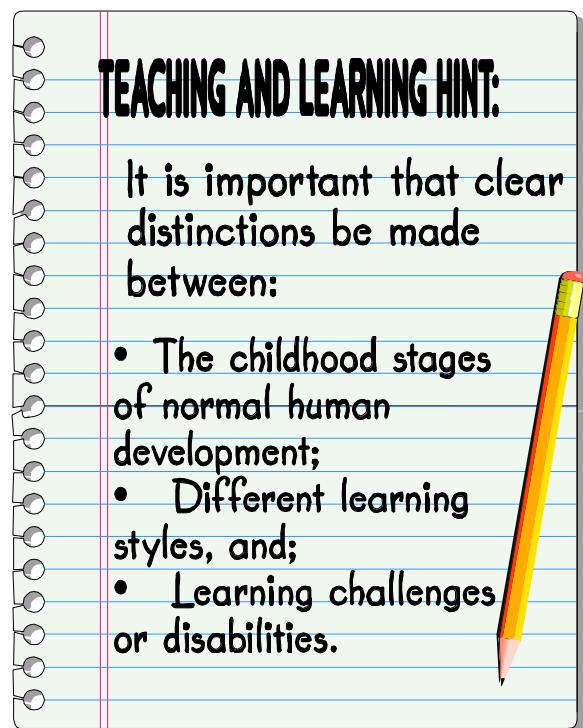 TEACHING AND LEARNING HINT:
It is important that clear
distinctions be made
between:
• The childhood stages
of normal human
development;
• Different learning
styles, and;
• Learning challenges
or disabilities.